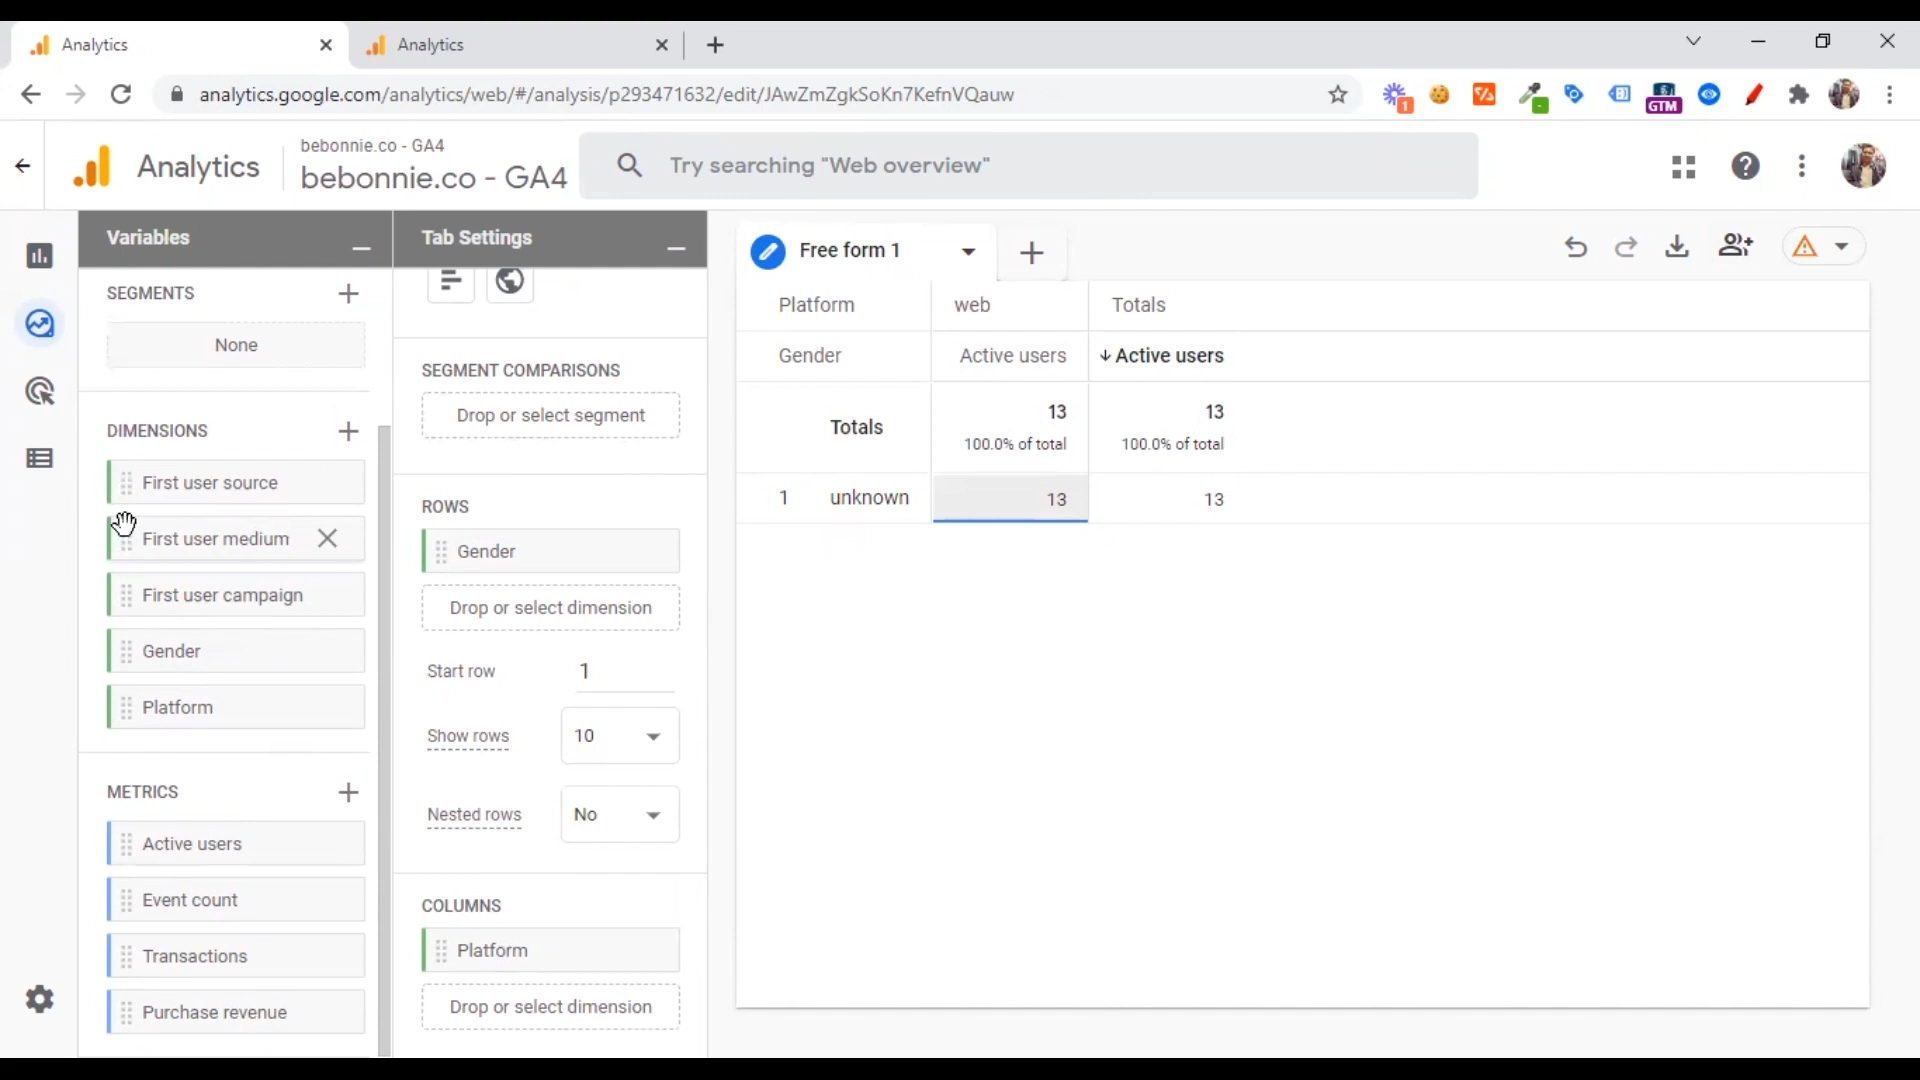 Analytics
Analytics
analytics.google.com/analytics/web/#/analysis/p293471632/edit/JAwZmZgkSoKn7KefnVQauw
1
-
GTM
Analytics
bebonnie.co - GA4
bebonnie.co - GA4
Try searching "Web overview"
Variables
SEGMENTS
None
DIMENSIONS
First user source
First user medium
First user campaign
Gender
Platform
METRICS
Active users
Event count
Transactions
Purchase revenue
Tab Settings
SEGMENT COMPARISONS
Drop or select segment
ROWS
Gender
Drop or select dimension
Start row 1
Show rows 10
Nested rows No
COLUMNS
Platform
Drop or select dimension
Free form 1
Platform web Totals
Gender Active users Active users
Totals 13 13
100.0% of total 100.0% of total
1 unknown 13 13